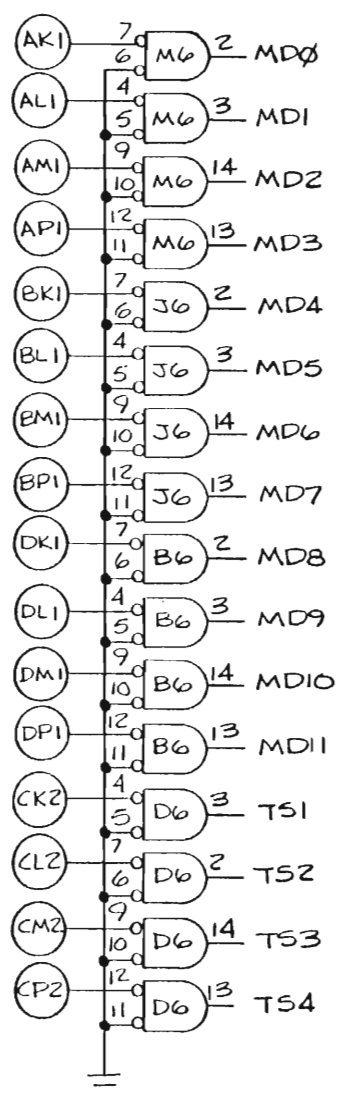 AK1 7 6 M6 2 MDØ
AL1 4 5 M6 3 MD1
AM1 9 10 M6 14 MD2
AP1 12 11 M6 13 MD3
BK1 7 6 J6 2 MD4
BL1 4 5 J6 3 MD5
BM1 9 10 J6 14 MD6
BP1 12 11 J6 13 MD7
DK1 7 6 B6 2 MD8
DL1 4 5 B6 3 MD9
DM1 9 10 B6 14 MD10
DP1 12 11 B6 13 MD11
CK2 4 5 D6 3 TS1
CL2 7 6 D6 2 TS2
CM2 9 10 D6 14 TS3
CP2 12 11 D6 13 TS4